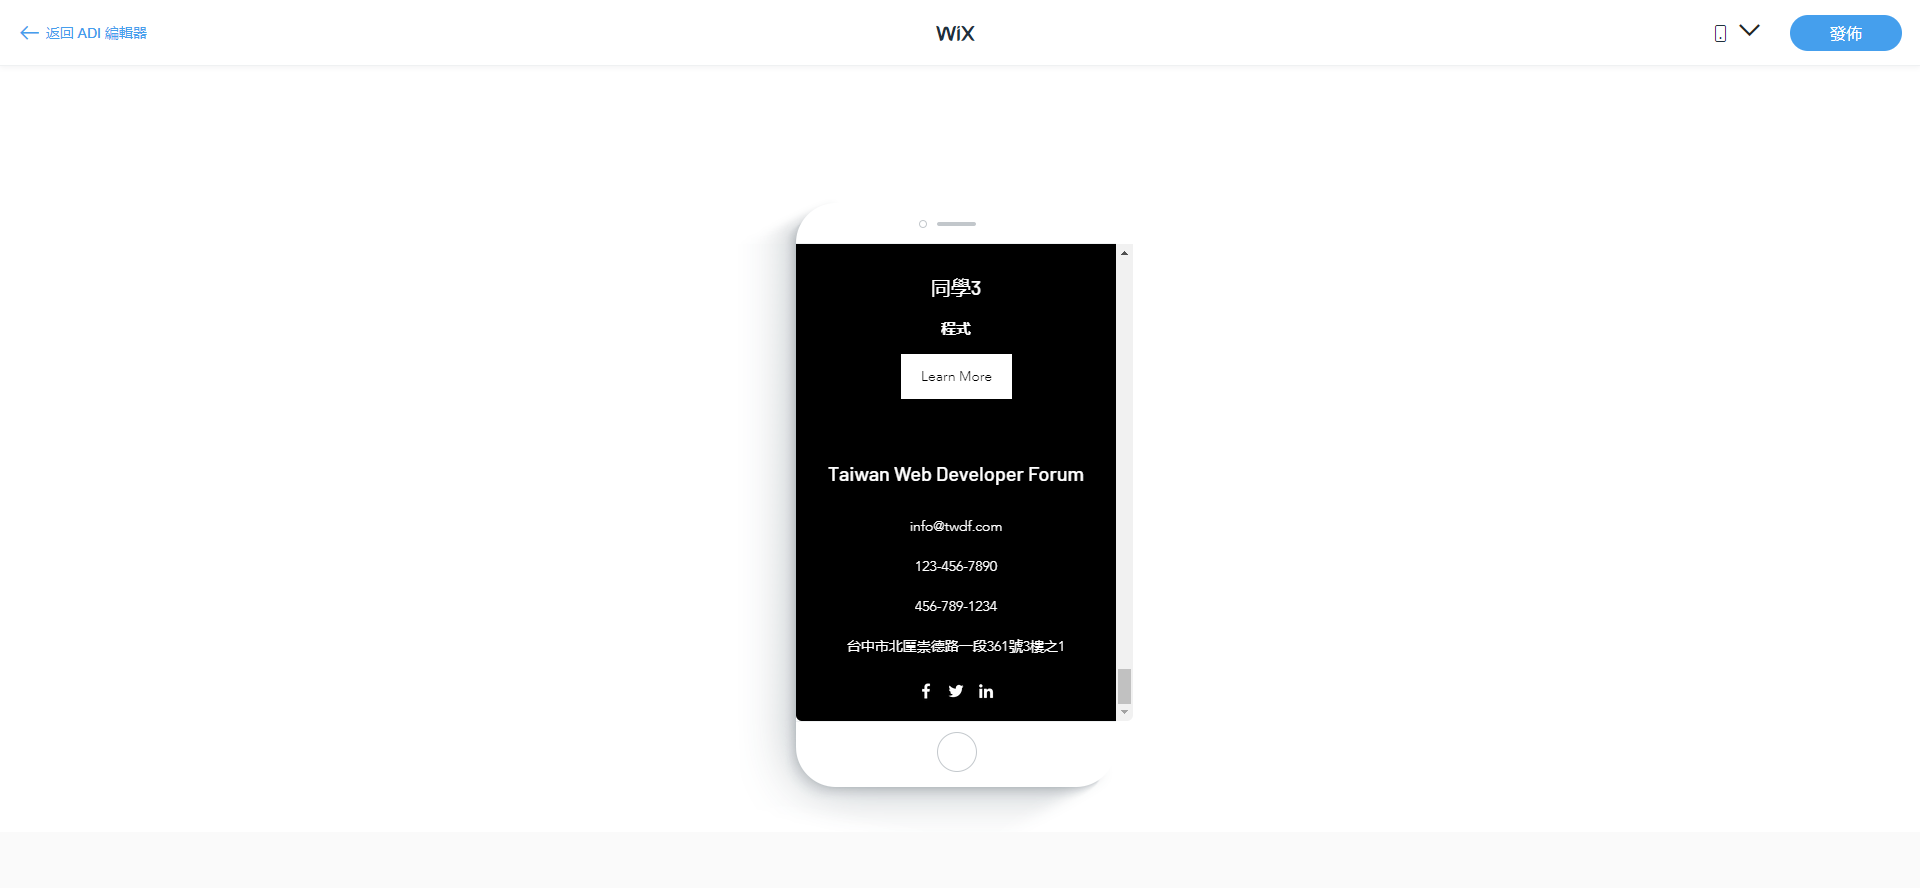 返回 ADI 編輯器
WiX
發佈
同學3
程式
Learn More
Taiwan Web Developer Forum
info@twdf.com
123-456-7890
456-789-1234
台中市北屋崇德路一段361號3樓之1